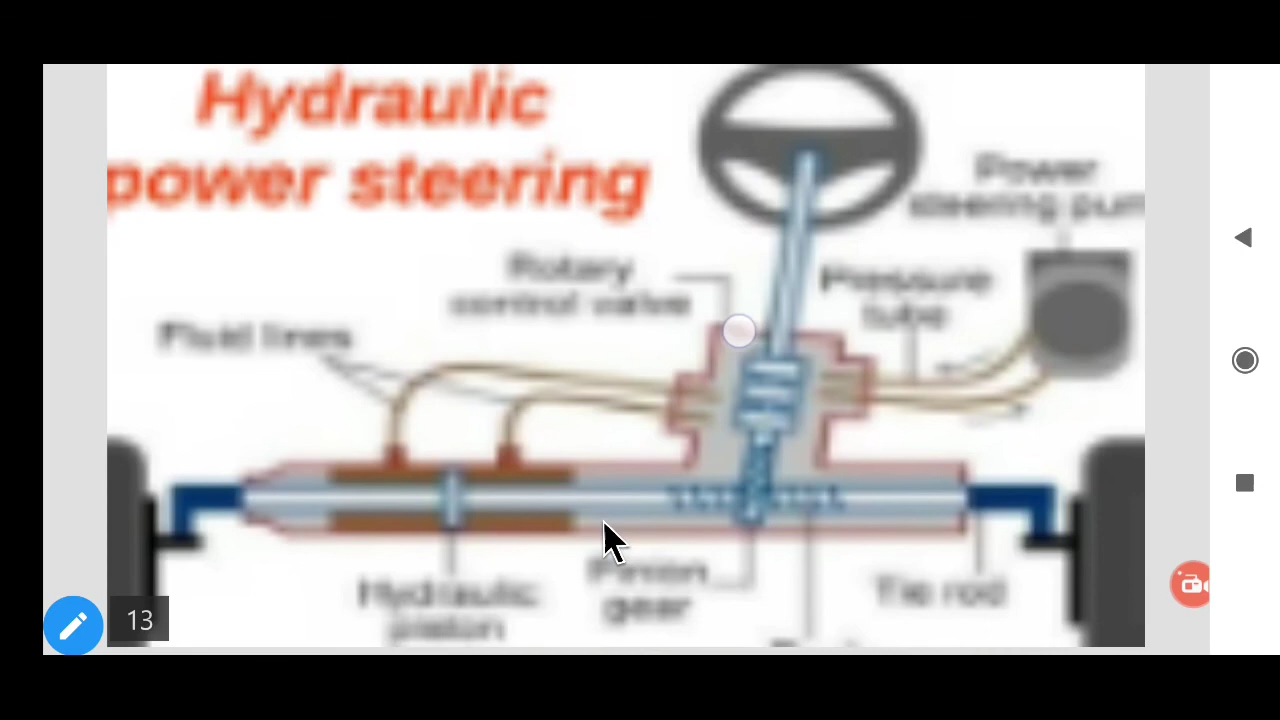 Hydraulic
power steering
Power
steering pum
Rotary
control valve
Pressure
tube
Fluid lines
Pinion
gear
Hydraulic
piston
Tie rod
13